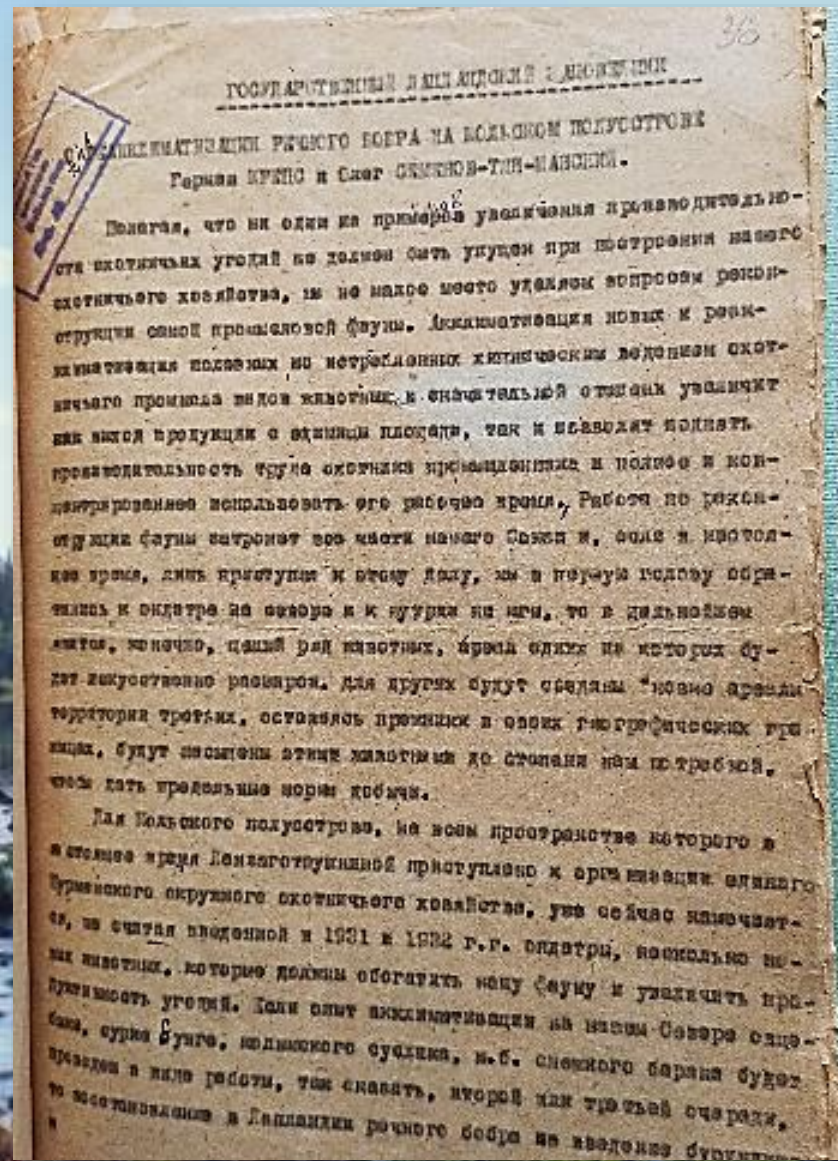 36
ГОСУДАРСТВЕННЫЙ ЛАПЛАНДСКИЙ ЗАПОВЕДНИК
РЕАККЛИМАТИЗАЦИИ РЕЧНОГО БОБРА НА КОЛЬСКОМ ПОЛУОСТРОВЕ
Герман КРЕПС и Олег СЕМЕНОВ-ТЯН-ШАНСКИЙ.
Полагая, что ни один из примеров увеличения производительно-
сти охотничьих угодий не должен быть упущен при построении нашего
охотничьего хозяйства, мы не малое место уделяем вопросам рекон-
струкции самой промысловой фауны. Акклиматизация новых и реак-
климатизация полезных но истребленных хищническим ведением охот-
ничьего промысла видов животных, в значительной степени увеличит
как выход продукции с единицы площади, так и позволит поднять
производительность труда охотника промышленника и полнее и кон-
центрированнее использовать его рабочее время. Работа по рекон-
струкции фауны затронет все части нашего Союза и, если в настоя-
щее время, лишь приступая к этому делу, мы в первую голову обра-
тились к ондатре на севере и к нутрии на юге, то в дальнейшем
явится, конечно, целый ряд животных, ареал одних из которых бу-
дет искусственно расширен, для других будут созданы новые ареалы
территории третьих, оставаясь прежними в своих географических гра
ницах, будут насыщены этими животными до степени нам потребной,
чтобы дать предельные нормы добычи.
Для Кольского полуострова, на всем пространстве которого в
настоящее время Лензаготпушниной приступлено к организации единого
Мурманского окружного охотничьего хозяйства, уже сейчас намечает-
ся, не считая введенной в 1931 и 1932 г.г. ондатры, несколько но-
вых животных, которые должны обогатить нашу фауну и увеличить про-
дуктивность угодий. Если опыт акклиматизации на нашем Севере
сурка Бунге, колымского суслика, м.б. снежного барана будет
проведен в виде работы, так сказать, второй или третьей очереди,
то восстановление в Лапландии речного бобра